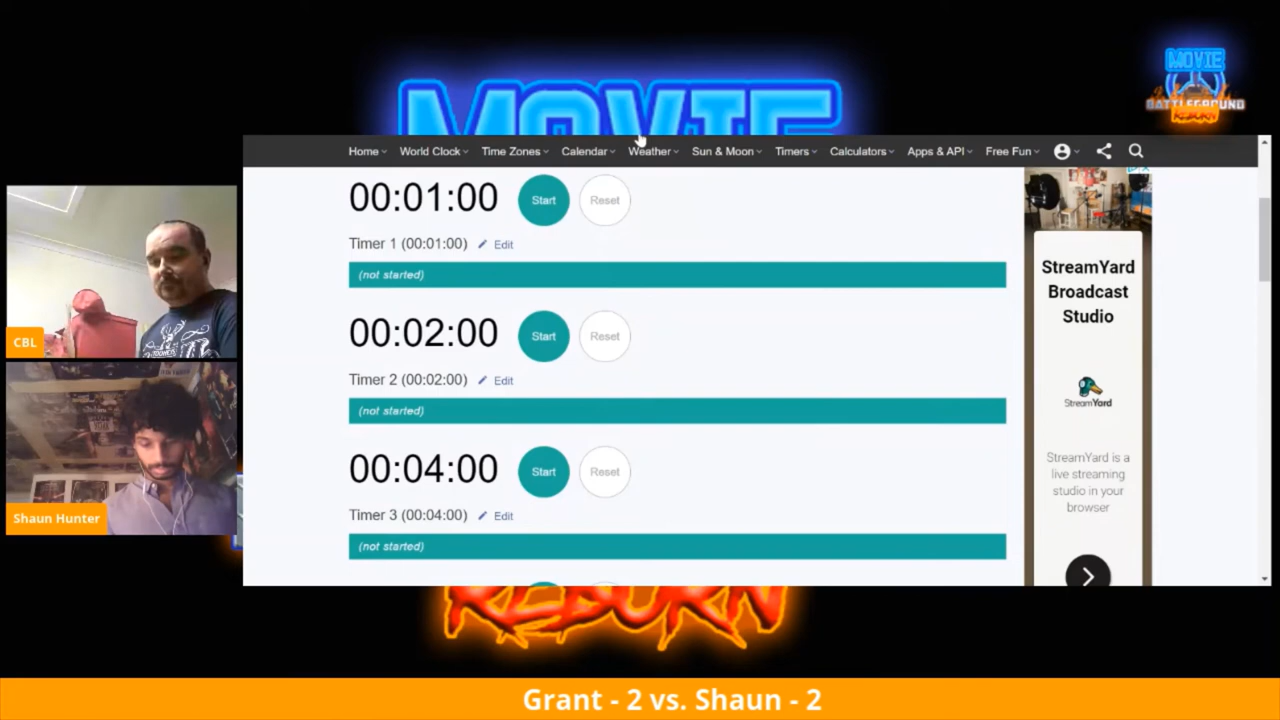 MOVIE
MOVIE
BATTLEGROUND
REBORN
Home World Clock Time Zones Calendar Weather Sun & Moon Timers Calculators Apps & API Free Fun
00:01:00 Start Reset
Timer 1 (00:01:00) Edit
(not started)
00:02:00 Start Reset
Timer 2 (00:02:00) Edit
(not started)
00:04:00 Start Reset
Timer 3 (00:04:00) Edit
(not started)
StreamYard
Broadcast
Studio
StreamYard
StreamYard is a
live streaming
studio in your
browser
CBL
Shaun Hunter
REBORN
Grant - 2 vs. Shaun - 2